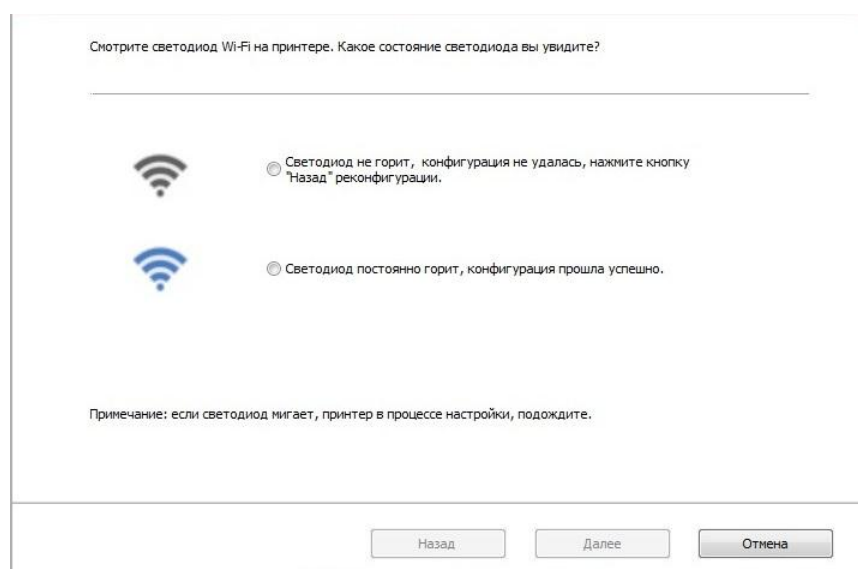 Смотрите светодиод Wi-Fi на принтере. Какое состояние светодиода вы увидите?
Светодиод не горит, конфигурация не удалась, нажмите кнопку
"Назад" реконфигурации.
Светодиод постоянно горит, конфигурация прошла успешно.
Примечание: если светодиод мигает, принтер в процессе настройки, подождите.
Назад
Далее
Отмена